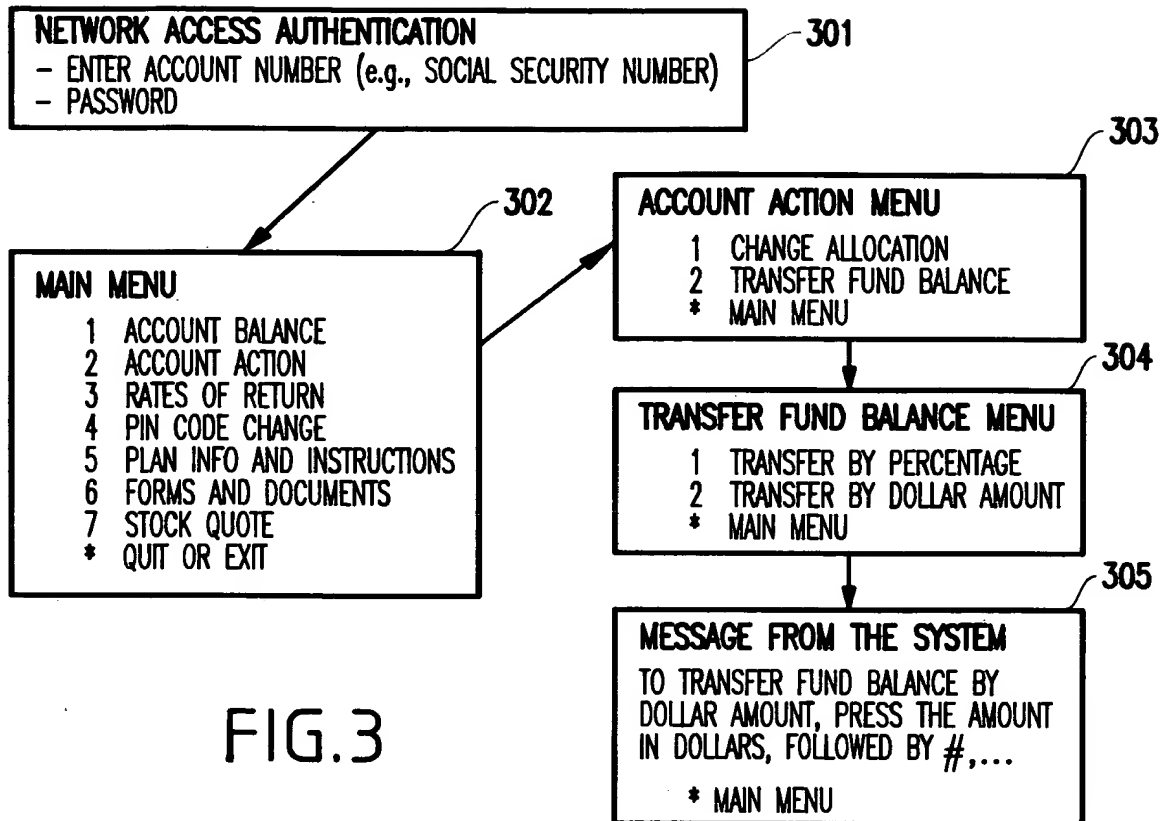 NETWORK ACCESS AUTHENTICATION
– ENTER ACCOUNT NUMBER (e.g., SOCIAL SECURITY NUMBER)
– PASSWORD
301
302
MAIN MENU
1 ACCOUNT BALANCE
2 ACCOUNT ACTION
3 RATES OF RETURN
4 PIN CODE CHANGE
5 PLAN INFO AND INSTRUCTIONS
6 FORMS AND DOCUMENTS
7 STOCK QUOTE
* QUIT OR EXIT
303
ACCOUNT ACTION MENU
1 CHANGE ALLOCATION
2 TRANSFER FUND BALANCE
* MAIN MENU
304
TRANSFER FUND BALANCE MENU
1 TRANSFER BY PERCENTAGE
2 TRANSFER BY DOLLAR AMOUNT
* MAIN MENU
305
MESSAGE FROM THE SYSTEM
TO TRANSFER FUND BALANCE BY
DOLLAR AMOUNT, PRESS THE AMOUNT
IN DOLLARS, FOLLOWED BY #,...
* MAIN MENU
FIG.3